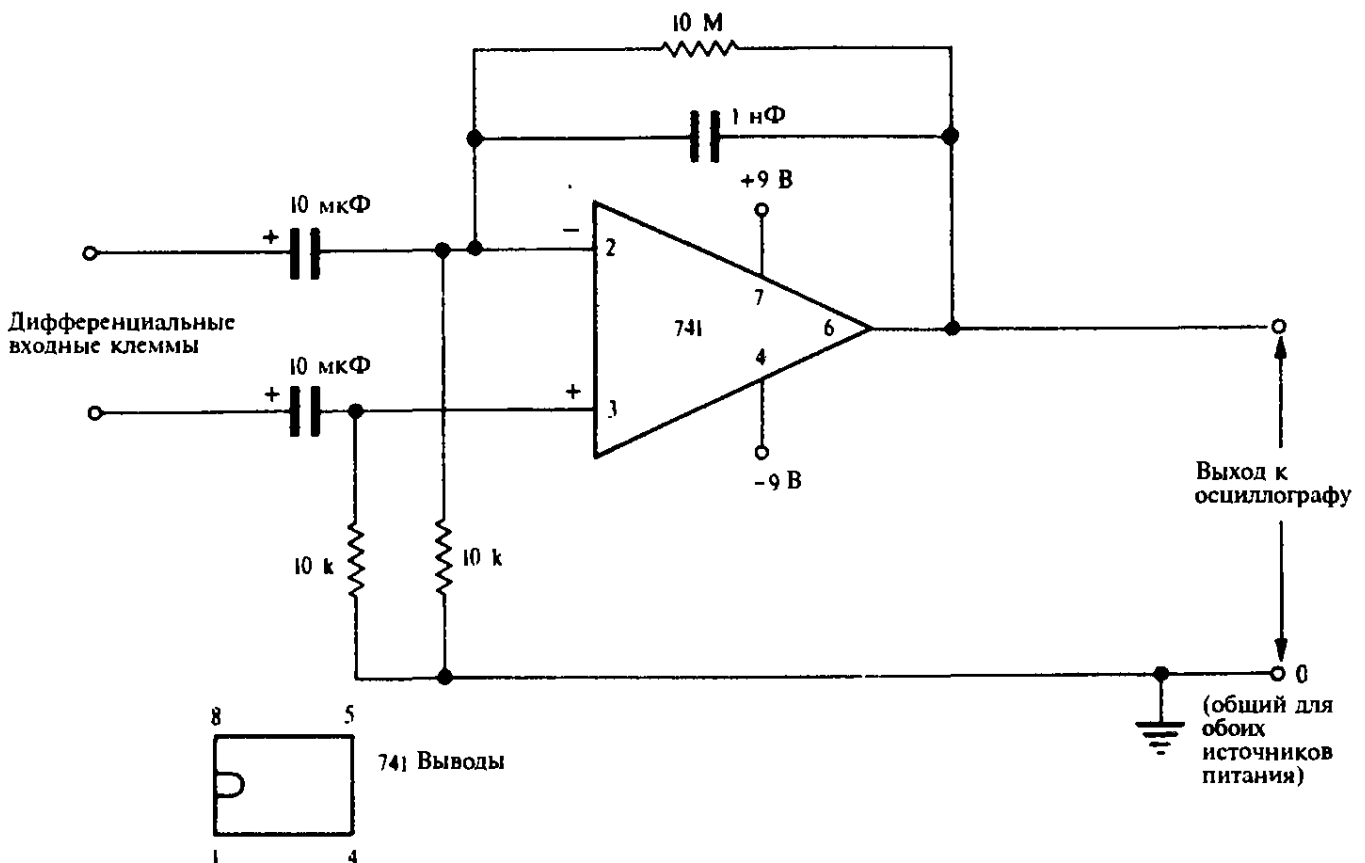 10 М
1 нФ
+9 В
10 мкФ
+
−
2
7
Дифференциальные
входные клеммы
741
6
4
10 мкФ
+
+
3
−9 В
Выход к
осциллографу
10 k
10 k
0
(общий для
обоих
источников
питания)
8
5
741 Выводы
1
4